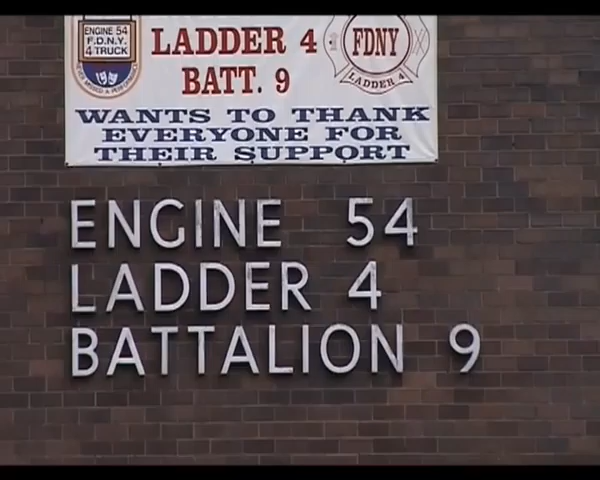 ENGINE 54
F.D.N.Y.
4 TRUCK
LADDER 4
BATT. 9
FDNY
LADDER 4
WANTS TO THANK
EVERYONE FOR
THEIR SUPPORT
ENGINE 54
LADDER 4
BATTALION 9